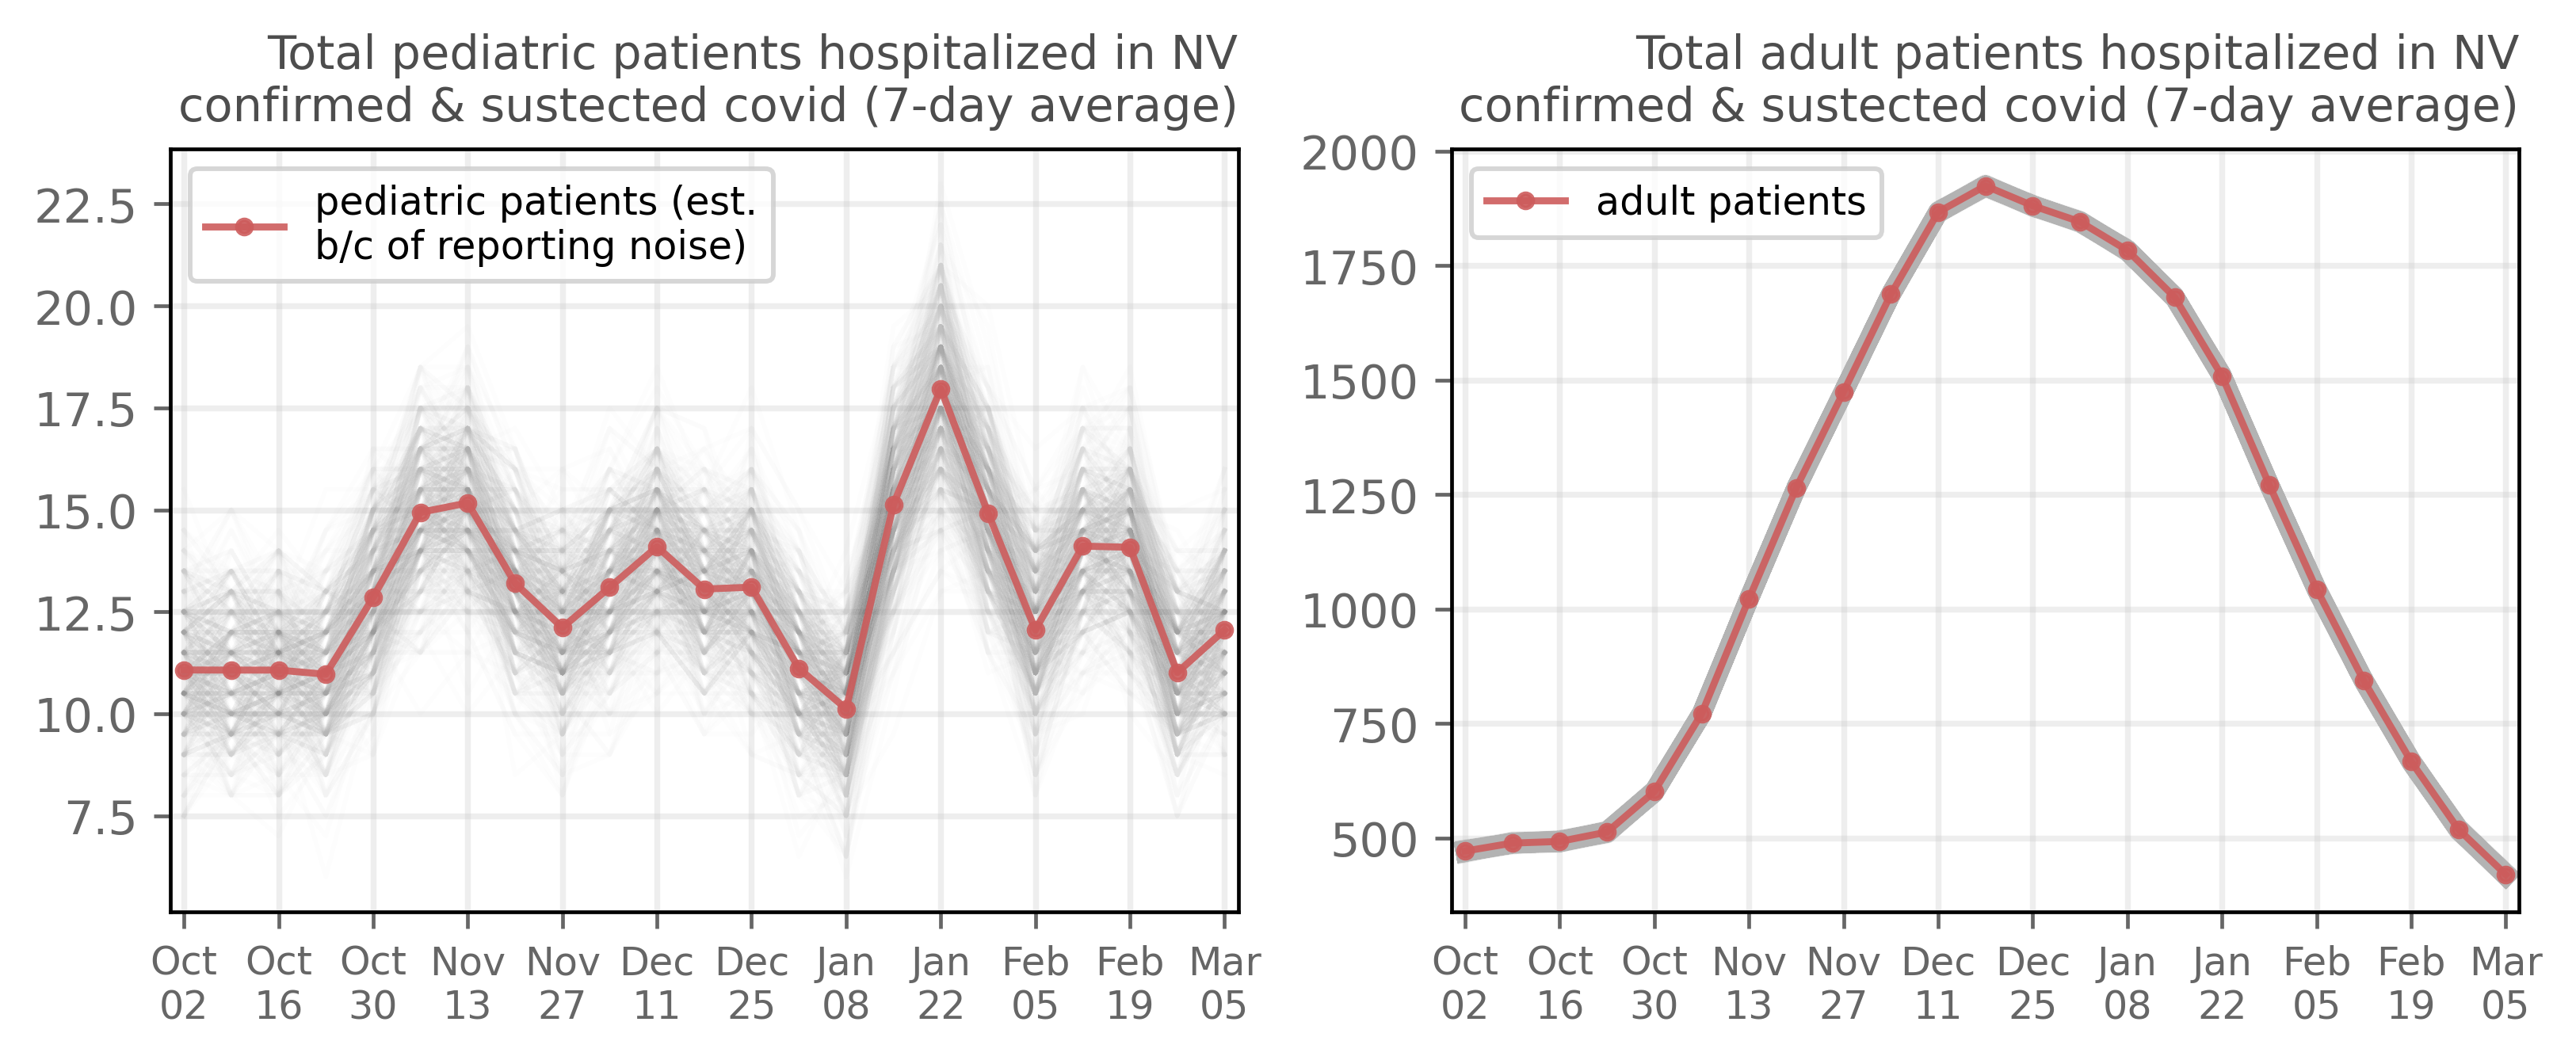 Total pediatric patients hospitalized in NV
confirmed & sustected covid (7-day average)
pediatric patients (est.
b/c of reporting noise)
22.5
20.0
17.5
15.0
12.5
10.0
7.5
Oct Oct Oct Nov Nov Dec Dec Jan Jan Feb Feb Mar
02 16 30 13 27 11 25 08 22 05 19 05
Total adult patients hospitalized in NV
confirmed & sustected covid (7-day average)
adult patients
2000
1750
1500
1250
1000
750
500
Oct Oct Oct Nov Nov Dec Dec Jan Jan Feb Feb Mar
02 16 30 13 27 11 25 08 22 05 19 05